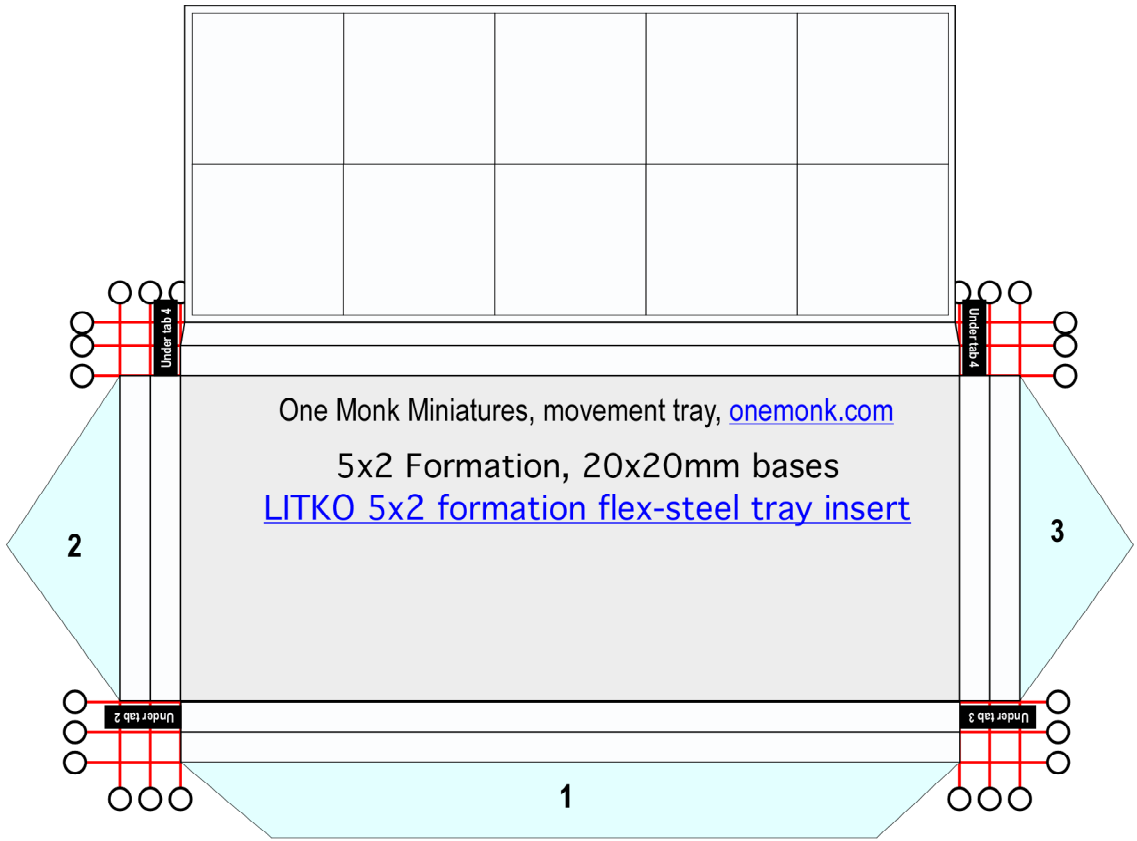 Under tab 4
Under tab 4
One Monk Miniatures, movement tray, onemonk.com
5x2 Formation, 20x20mm bases
LITKO 5x2 formation flex-steel tray insert
2
3
Under tab 2
Under tab 3
1